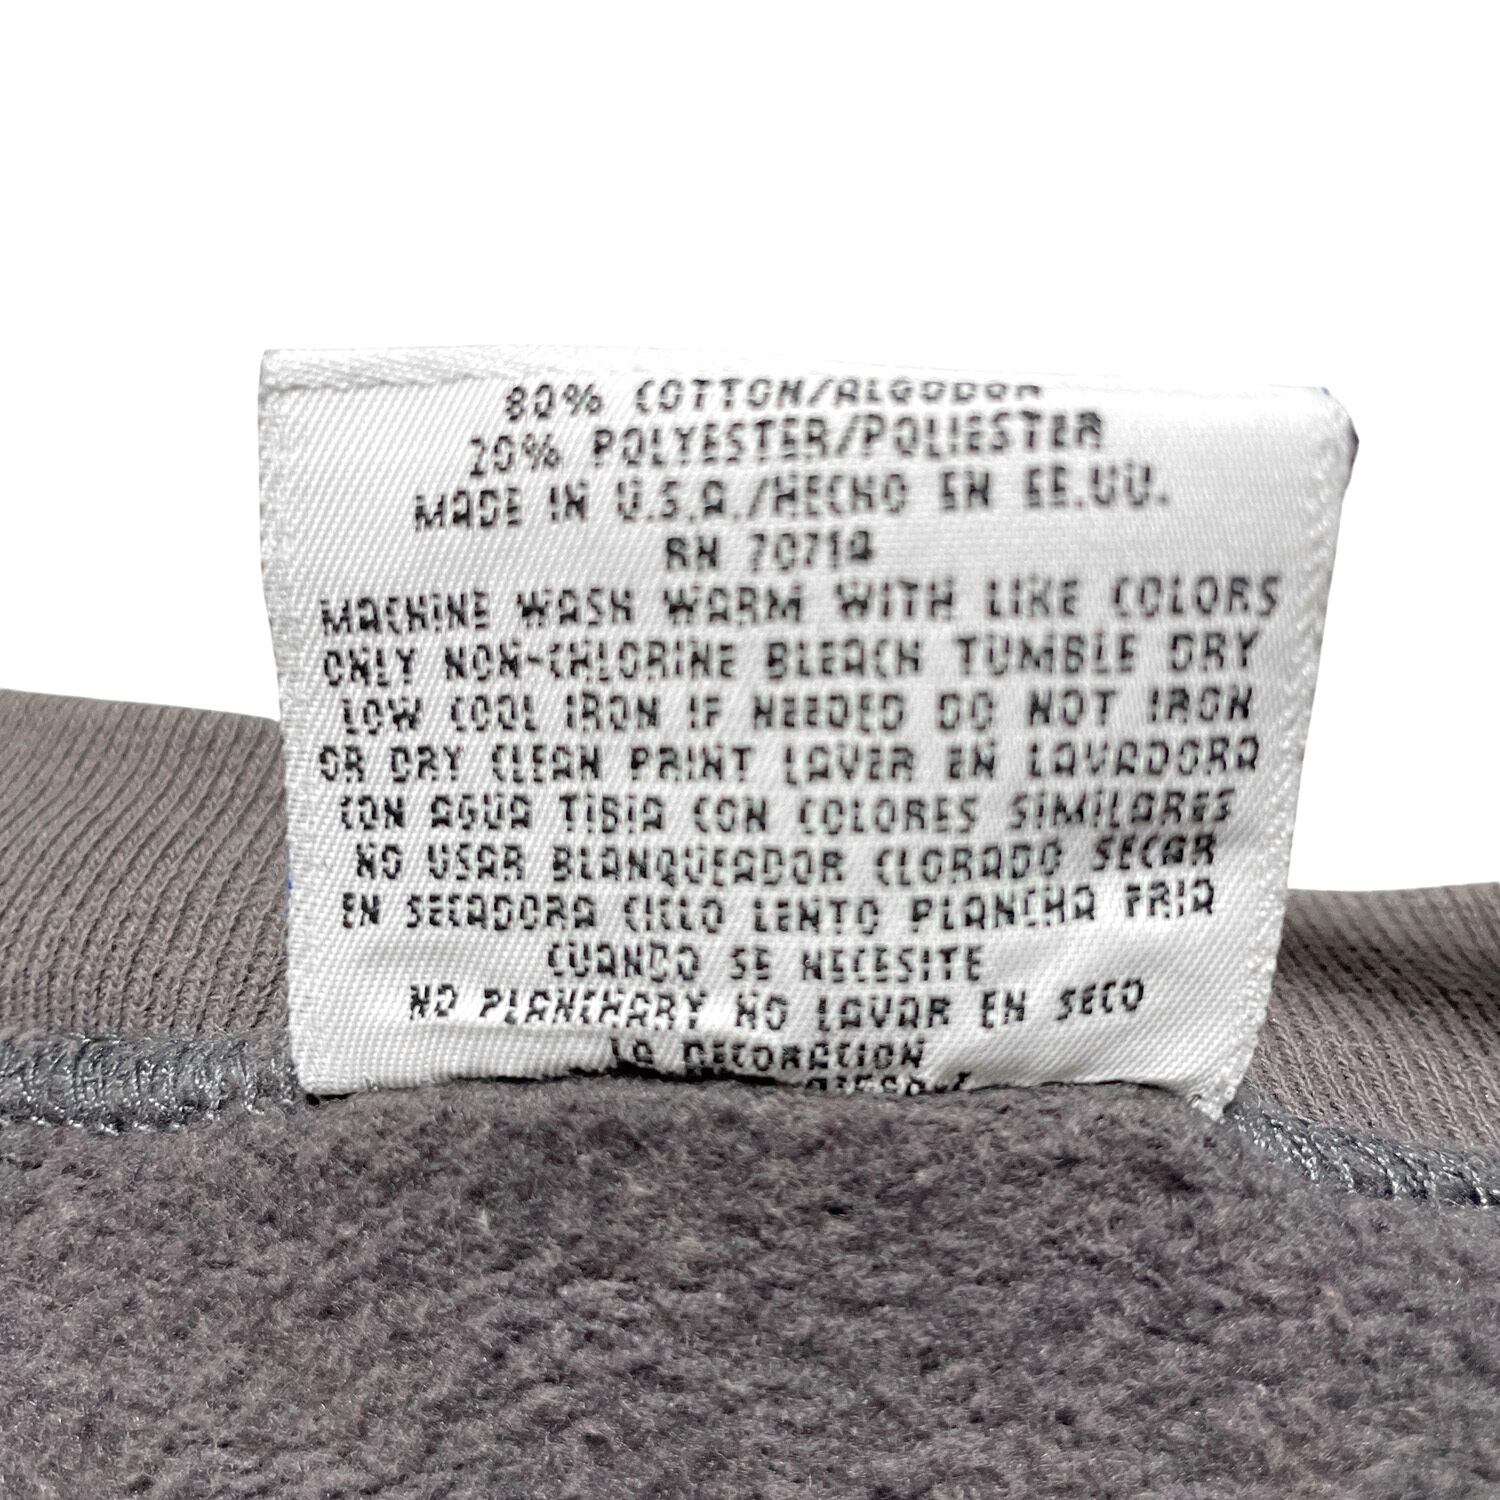 80% COTTON/ALGODON
20% POLYESTER/POLIESTER
MADE IN U.S.A./HECHO EN EE.UU.
RN 70719
MACHINE WASH WARM WITH LIKE COLORS
ONLY NON-CHLORINE BLEACH TUMBLE DRY
LOW COOL IRON IF NEEDED DO NOT IRON
OR DRY CLEAN PRINT LAVER EN LAVADORA
CON AGUA TIBIA CON COLORES SIMILARES
NO USAR BLANQUEADOR CLORADO SECAR
EN SECADORA CICLO LENTO PLANCHA FRIA
CUANDO SE NECESITE
NO PLANCHARY NO LAVAR EN SECO
LA DECORACION